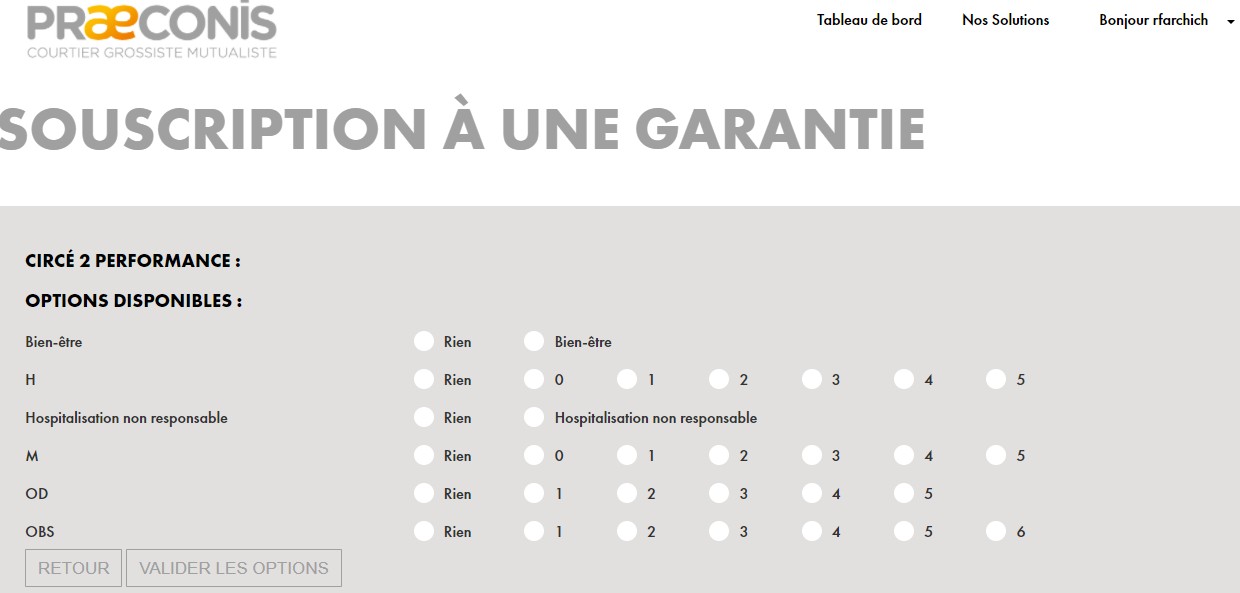 PRÆCONIS
COURTIER GROSSISTE MUTUALISTE
Tableau de bord Nos Solutions Bonjour rfarchich
SOUSCRIPTION À UNE GARANTIE
CIRCÉ 2 PERFORMANCE :
OPTIONS DISPONIBLES :
Bien-être Rien Bien-être
H Rien 0 1 2 3 4 5
Hospitalisation non responsable Rien Hospitalisation non responsable
M Rien 0 1 2 3 4 5
OD Rien 1 2 3 4 5
OBS Rien 1 2 3 4 5 6
RETOUR VALIDER LES OPTIONS